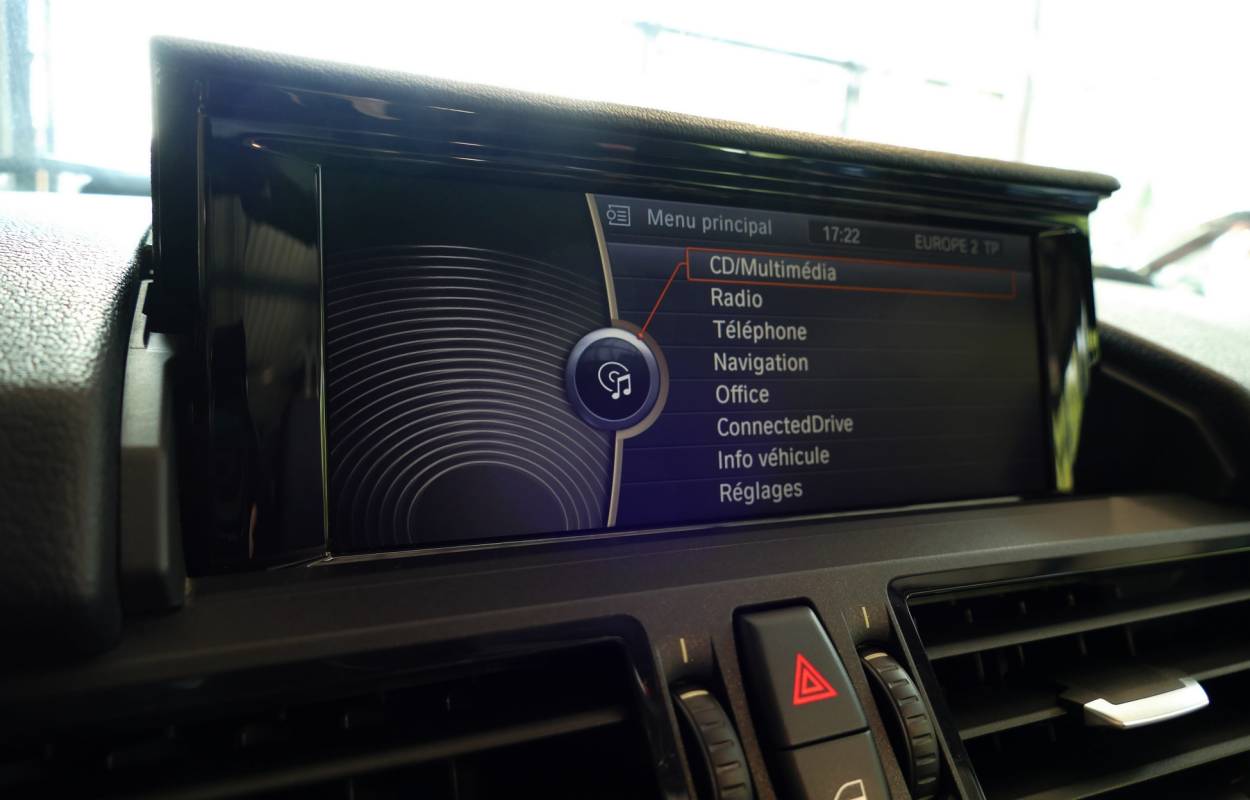 Menu principal 17:22 EUROPE 2 TP
CD/Multimédia
Radio
Téléphone
Navigation
Office
ConnectedDrive
Info véhicule
Réglages